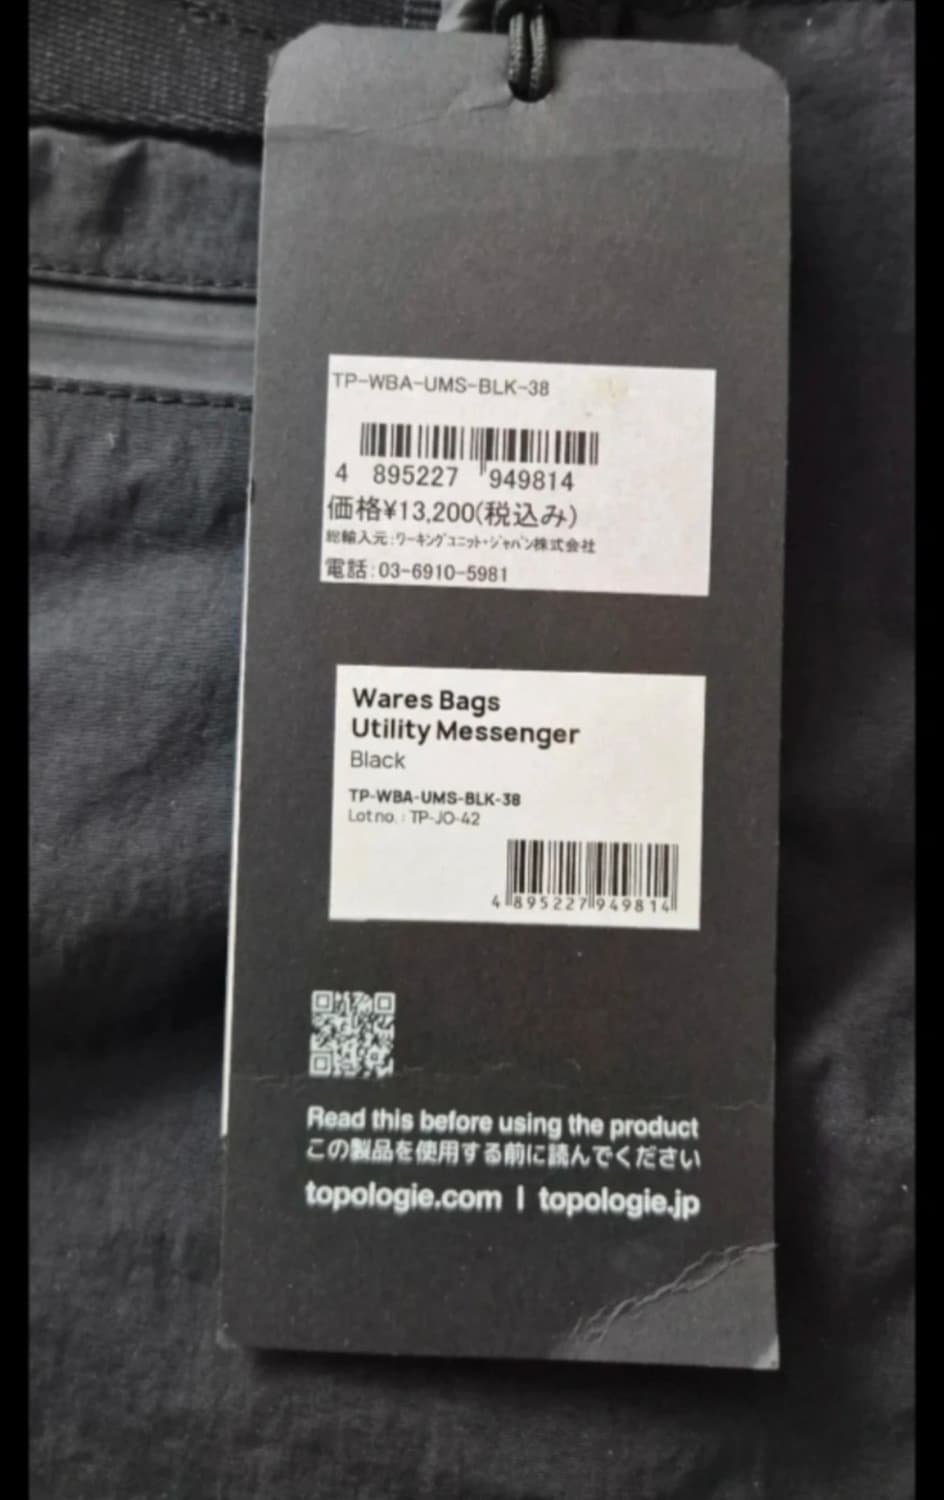 TP-WBA-UMS-BLK-38
4 895227 949814
価格¥13,200(税込み)
総輸入元:ワーキングユニット・ジャパン株式会社
電話:03-6910-5981
Wares Bags
Utility Messenger
Black
TP-WBA-UMS-BLK-38
Lot no. : TP-JO-42
4 895227 949814
Read this before using the product
この製品を使用する前に読んでください
topologie.com | topologie.jp